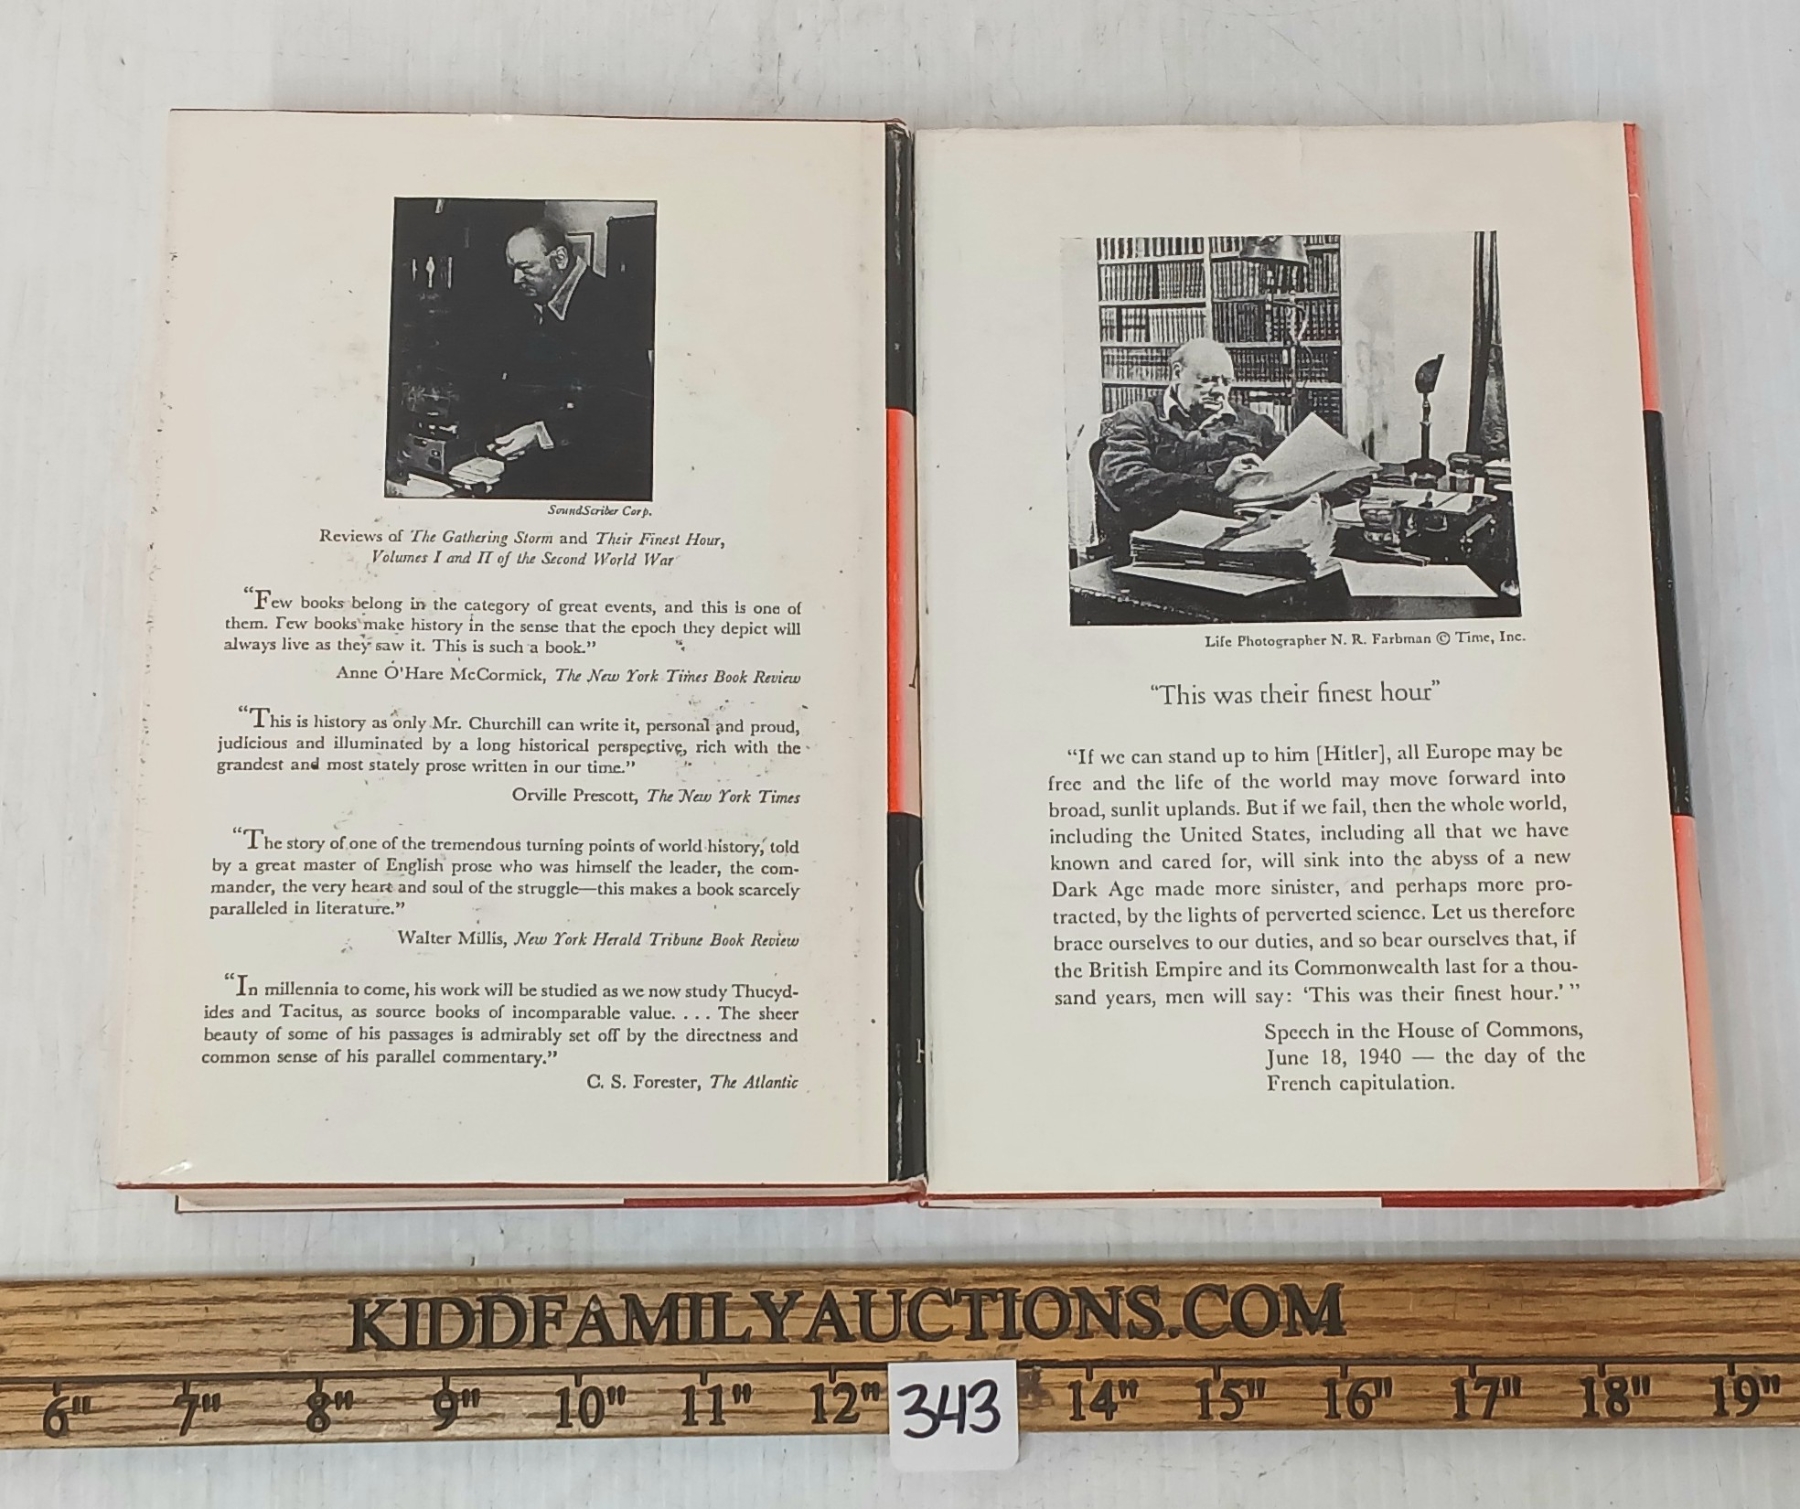 SoundScriber Corp.
Reviews of The Gathering Storm and Their Finest Hour,
Volumes I and II of the Second World War
“Few books belong in the category of great events, and this is one of
them. Few books make history in the sense that the epoch they depict will
always live as they saw it. This is such a book.”
Anne O'Hare McCormick, The New York Times Book Review
“This is history as only Mr. Churchill can write it, personal and proud,
judicious and illuminated by a long historical perspective, rich with the
grandest and most stately prose written in our time.”
Orville Prescott, The New York Times
“The story of one of the tremendous turning points of world history, told
by a great master of English prose who was himself the leader, the com-
mander, the very heart and soul of the struggle—this makes a book scarcely
paralleled in literature.”
Walter Millis, New York Herald Tribune Book Review
“In millennia to come, his work will be studied as we now study Thucyd-
ides and Tacitus, as source books of incomparable value. . . . The sheer
beauty of some of his passages is admirably set off by the directness and
common sense of his parallel commentary.”
C. S. Forester, The Atlantic
Life Photographer N. R. Farbman © Time, Inc.
“This was their finest hour”
“If we can stand up to him [Hitler], all Europe may be
free and the life of the world may move forward into
broad, sunlit uplands. But if we fail, then the whole world,
including the United States, including all that we have
known and cared for, will sink into the abyss of a new
Dark Age made more sinister, and perhaps more pro-
tracted, by the lights of perverted science. Let us therefore
brace ourselves to our duties, and so bear ourselves that, if
the British Empire and its Commonwealth last for a thou-
sand years, men will say: ‘This was their finest hour.’ ”
Speech in the House of Commons,
June 18, 1940 — the day of the
French capitulation.
KIDDFAMILYAUCTIONS.COM
6" 7" 8" 9" 10" 11" 12" 343 14" 15" 16" 17" 18" 19"